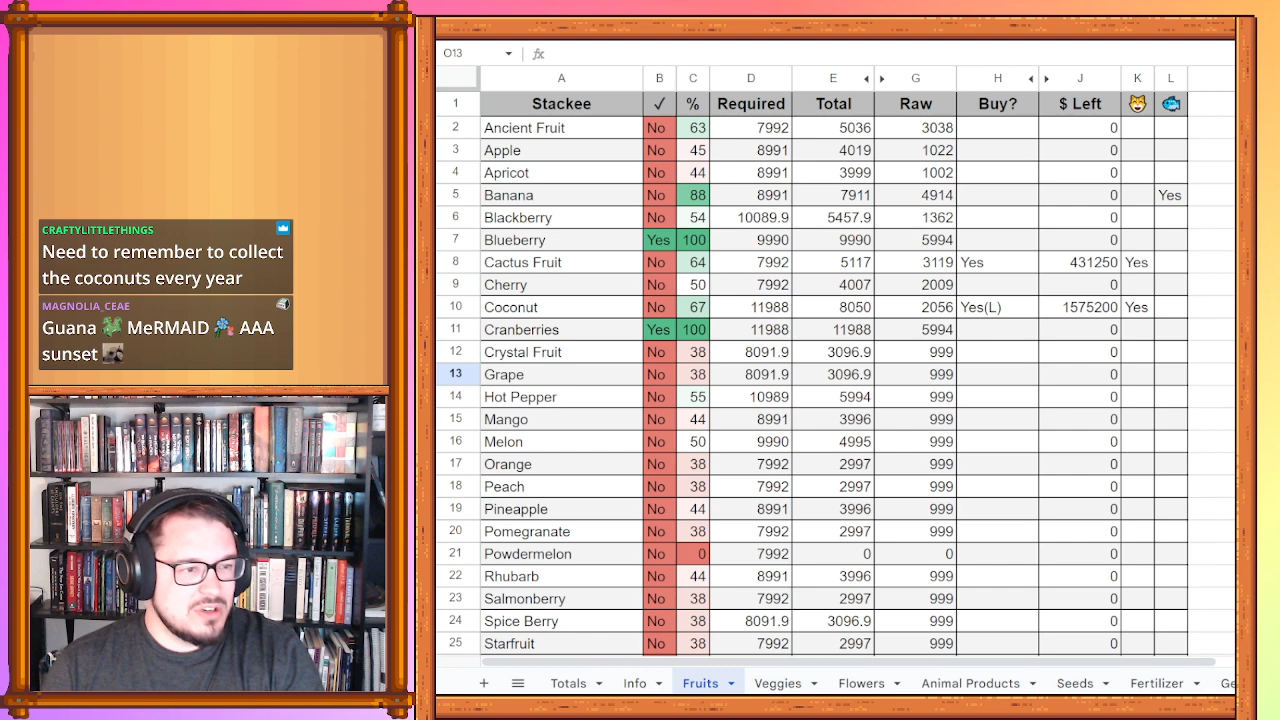 CRAFTYLITTLETHINGS
Need to remember to collect
the coconuts every year
MAGNOLIA_CEAE
Guana 🐉 MeRMAID AAA
sunset
O13 fx
A B C D E G H J K L
1 Stackee ✓ % Required Total Raw Buy? $ Left
2 Ancient Fruit No 63 7992 5036 3038 0
3 Apple No 45 8991 4019 1022 0
4 Apricot No 44 8991 3999 1002 0
5 Banana No 88 8991 7911 4914 0 Yes
6 Blackberry No 54 10089.9 5457.9 1362 0
7 Blueberry Yes 100 9990 9990 5994 0
8 Cactus Fruit No 64 7992 5117 3119 Yes 431250 Yes
9 Cherry No 50 7992 4007 2009 0
10 Coconut No 67 11988 8050 2056 Yes(L) 1575200 Yes
11 Cranberries Yes 100 11988 11988 5994 0
12 Crystal Fruit No 38 8091.9 3096.9 999 0
13 Grape No 38 8091.9 3096.9 999 0
14 Hot Pepper No 55 10989 5994 999 0
15 Mango No 44 8991 3996 999 0
16 Melon No 50 9990 4995 999 0
17 Orange No 38 7992 2997 999 0
18 Peach No 38 7992 2997 999 0
19 Pineapple No 44 8991 3996 999 0
20 Pomegranate No 38 7992 2997 999 0
21 Powdermelon No 0 7992 0 0 0
22 Rhubarb No 44 8991 3996 999 0
23 Salmonberry No 38 7992 2997 999 0
24 Spice Berry No 38 8091.9 3096.9 999 0
25 Starfruit No 38 7992 2997 999 0
+ Totals Info Fruits Veggies Flowers Animal Products Seeds Fertilizer Ge